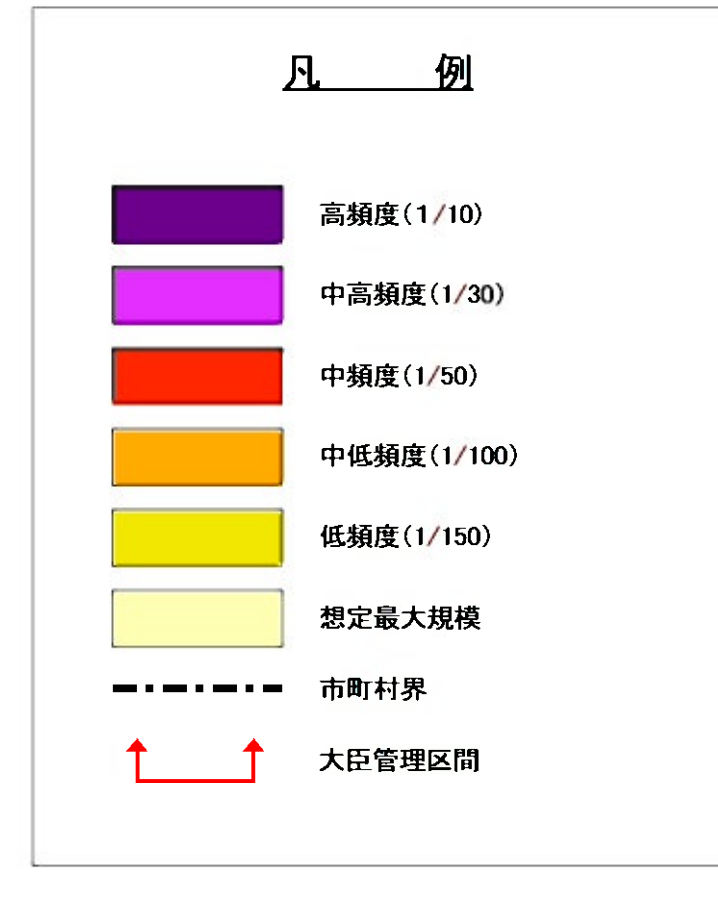 凡　例
高頻度(1/10)
中高頻度(1/30)
中頻度(1/50)
中低頻度(1/100)
低頻度(1/150)
想定最大規模
市町村界
大臣管理区間